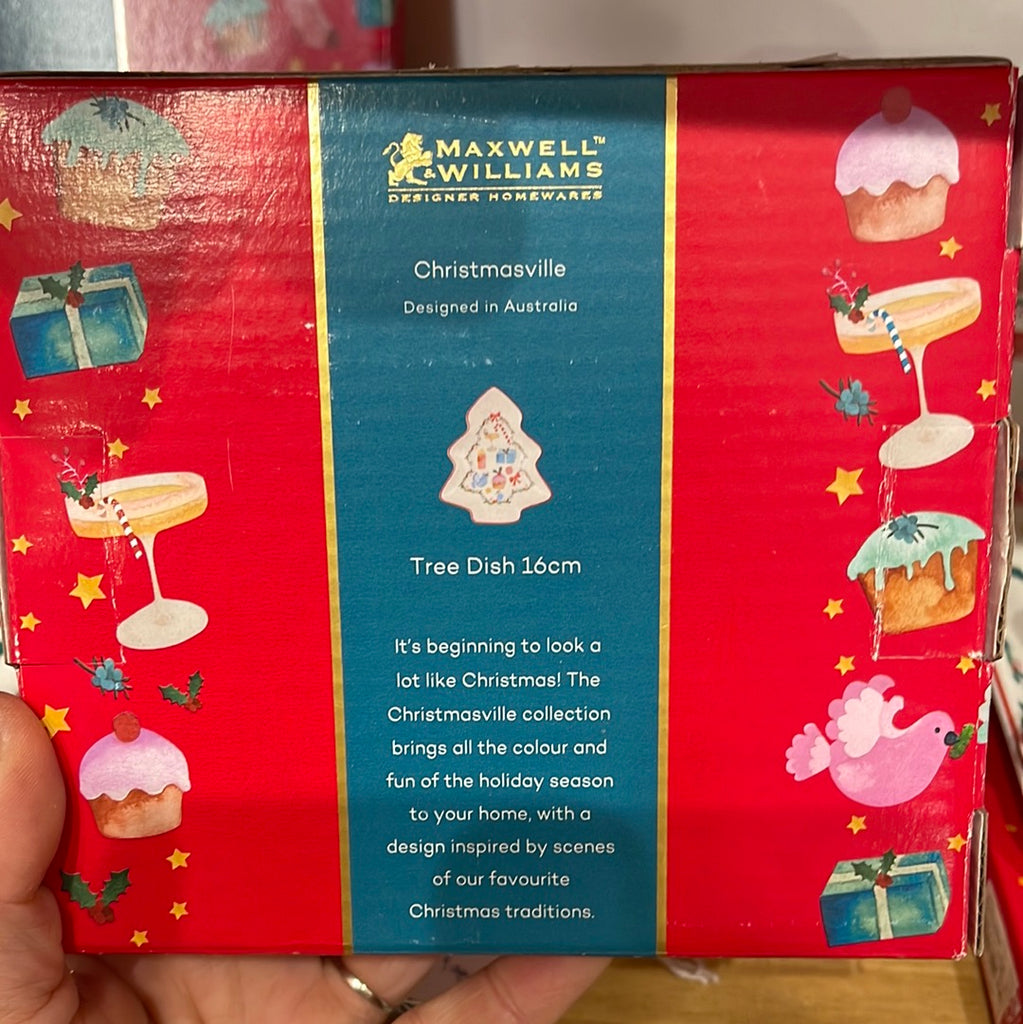 MAXWELL™
& WILLIAMS
DESIGNER HOMEWARES
Christmasville
Designed in Australia
Tree Dish 16cm
It's beginning to look a
lot like Christmas! The
Christmasville collection
brings all the colour and
fun of the holiday season
to your home, with a
design inspired by scenes
of our favourite
Christmas traditions.